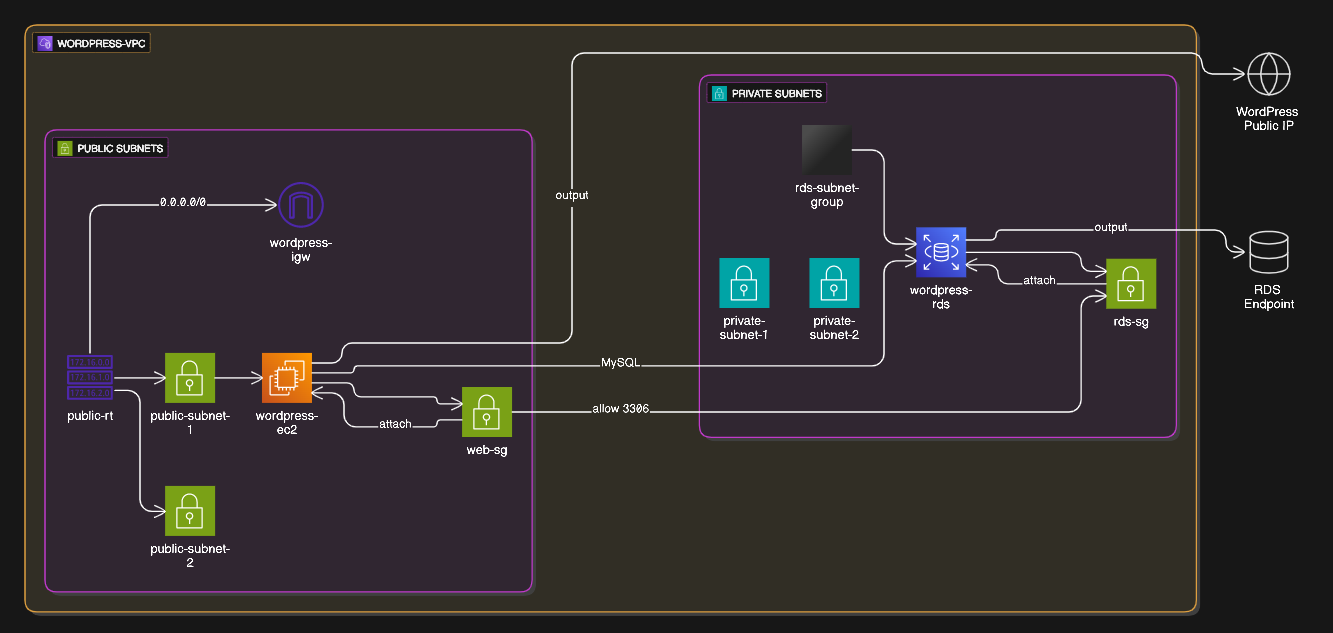 WORDPRESS-VPC
WordPress
Public IP
PRIVATE SUBNETS
PUBLIC SUBNETS
rds-subnet-
group
output
0.0.0.0/0
wordpress-
igw
output
attach
wordpress-
rds
RDS
Endpoint
private-
subnet-1
private-
subnet-2
rds-sg
172.16.0.0
172.16.1.0
172.16.2.0
MySQL
public-rt
public-subnet-
1
wordpress-
ec2
attach
allow 3306
web-sg
public-subnet-
2